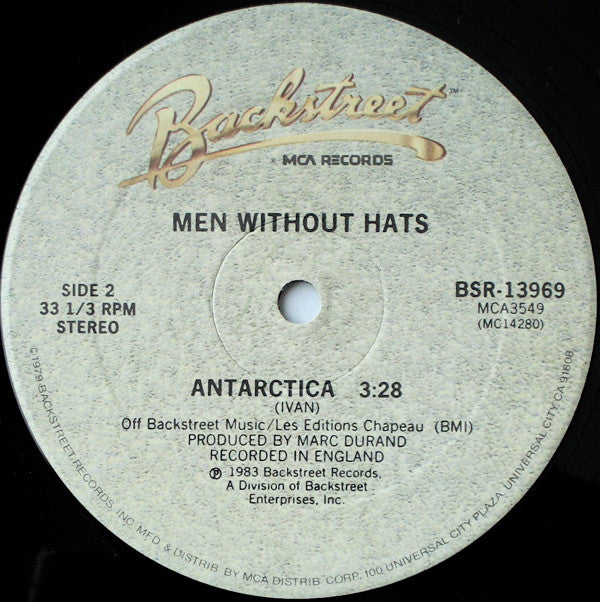 Backstreet™
• MCA RECORDS
MEN WITHOUT HATS
SIDE 2
33 1/3 RPM
STEREO
BSR-13969
MCA3549
(MC14280)
ANTARCTICA 3:28
(IVAN)
Off Backstreet Music/Les Editions Chapeau (BMI)
PRODUCED BY MARC DURAND
RECORDED IN ENGLAND
℗ 1983 Backstreet Records,
A Division of Backstreet
Enterprises, Inc.
©1979 BACKSTREET RECORDS, INC. MFD & DISTRIB BY MCA DISTRIB CORP. 100 UNIVERSAL CITY PLAZA UNIVERSAL CITY CA 91608